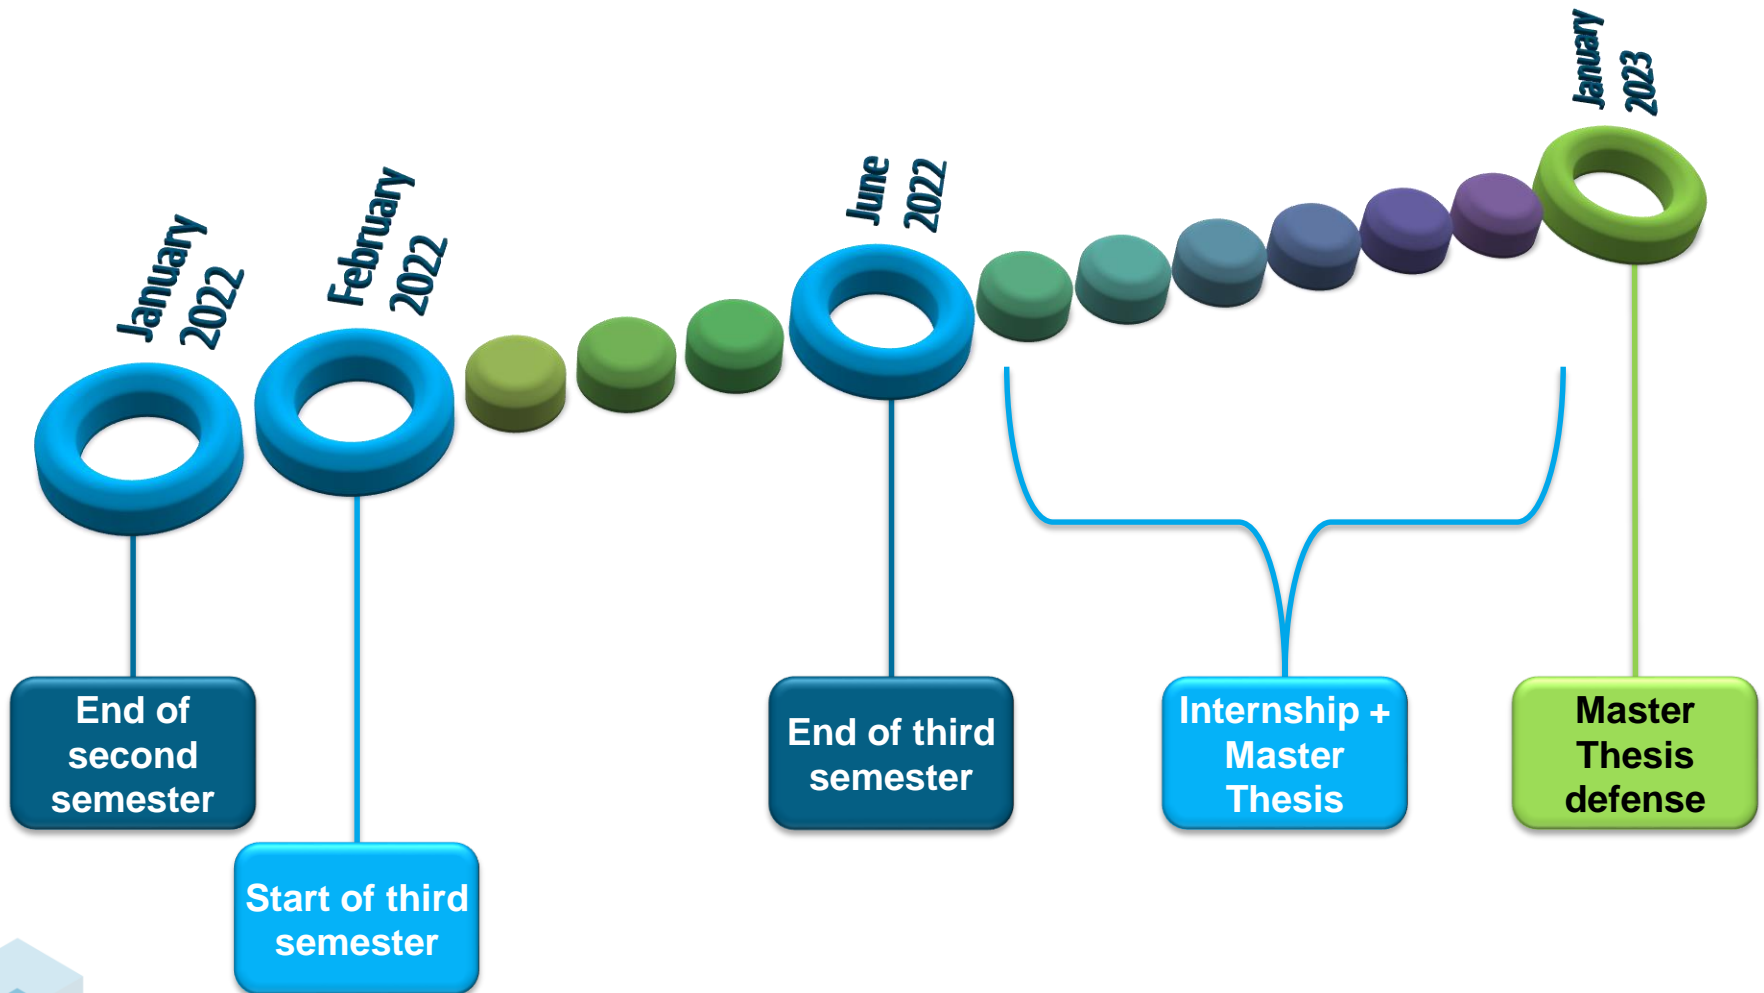 January
2022
February
2022
June
2022
January
2023
End of
second
semester
Start of third
semester
End of third
semester
Internship +
Master
Thesis
Master
Thesis
defense